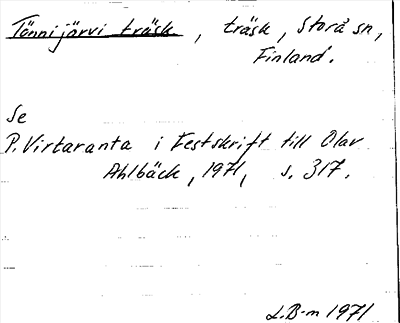 Tönnijärvi träsk, träsk, Storå sn,
Finland.
Se
P. Virtaranta i Festskrift till Olav
Ahlbäck, 1971, s. 317.
L.B-m 1971